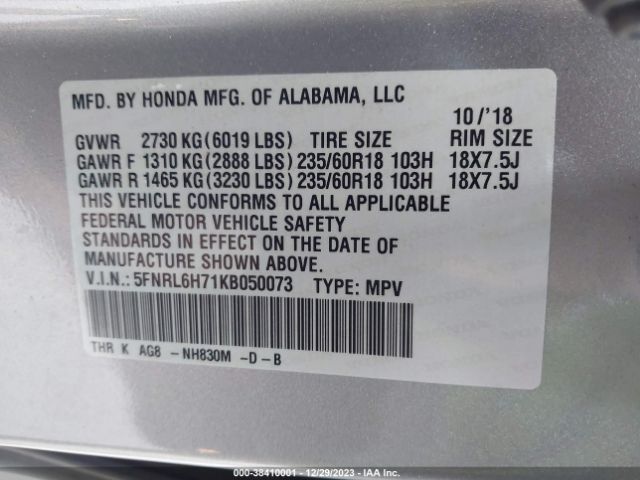 MFD. BY HONDA MFG. OF ALABAMA, LLC
10/'18
GVWR 2730 KG (6019 LBS) TIRE SIZE RIM SIZE
GAWR F 1310 KG (2888 LBS) 235/60R18 103H 18X7.5J
GAWR R 1465 KG (3230 LBS) 235/60R18 103H 18X7.5J
THIS VEHICLE CONFORMS TO ALL APPLICABLE
FEDERAL MOTOR VEHICLE SAFETY
STANDARDS IN EFFECT ON THE DATE OF
MANUFACTURE SHOWN ABOVE.
V.I.N.: 5FNRL6H71KB050073 TYPE: MPV
THR K AG8 -NH830M -D-B
000-38410001 - 12/29/2023 - IAA Inc.